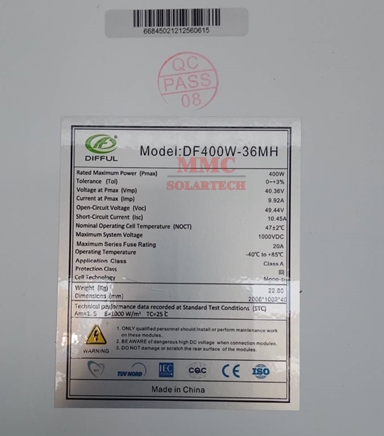 66845021212560615
QC
PASS
08
DIFFUL
Model:DF400W-36MH
MMC
SOLARTECH
Rated Maximum Power (Pmax) 400W
Tolerance (Tol) 0~+3%
Voltage at Pmax (Vmp) 40.36V
Current at Pmax (Imp) 9.92A
Open-Circuit Voltage (Voc) 49.44V
Short-Circuit Current (Isc) 10.45A
Nominal Operating Cell Temperature (NOCT) 47±2℃
Maximum System Voltage 1000VDC
Maximum Series Fuse Rating 20A
Operating Temperature -40℃ to +85℃
Application Class Class A
Protection Class
Cell Technology
Weight (Kg) 22.80
Dimensions (mm)
Technical performance data recorded at Standard Test Conditions (STC)
Am=1.5 E=1000 W/m² TC=25℃
1. ONLY qualified personnel should install or perform maintenance work
on these modules.
2. BE AWARE of dangerous high DC voltage when connecting modules.
3. DO NOT damage or scratch the rear surface of the modules.
WARNING
TÜV NORD IEC CE
Made in China